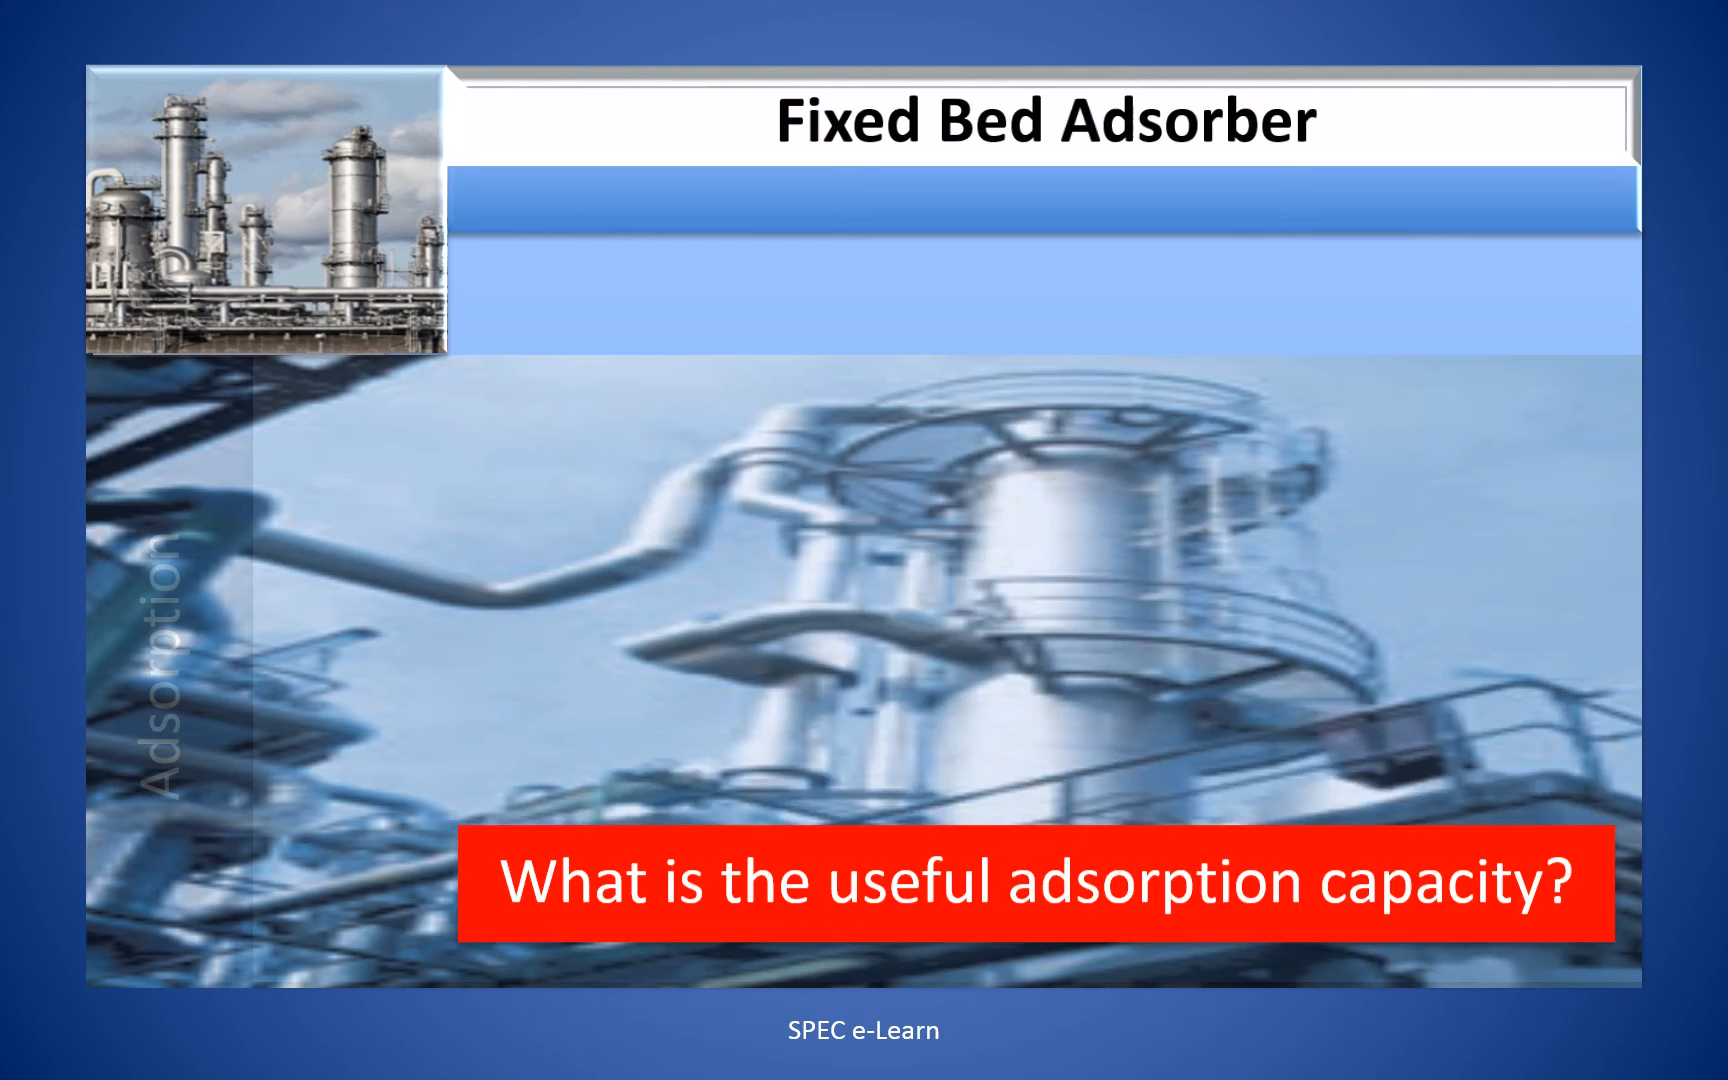 Fixed Bed Adsorber
Adsorption
What is the useful adsorption capacity?
SPEC e-Learn